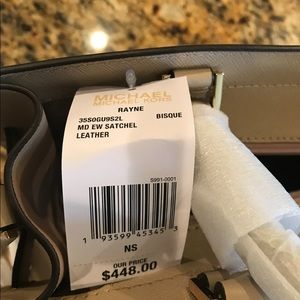 MICHAEL
MICHAEL KORS
RAYNE
35S0GU9S2L BISQUE
MD EW SATCHEL
LEATHER
S991-0001
1 93599 45345 3
NS
OUR PRICE
$448.00